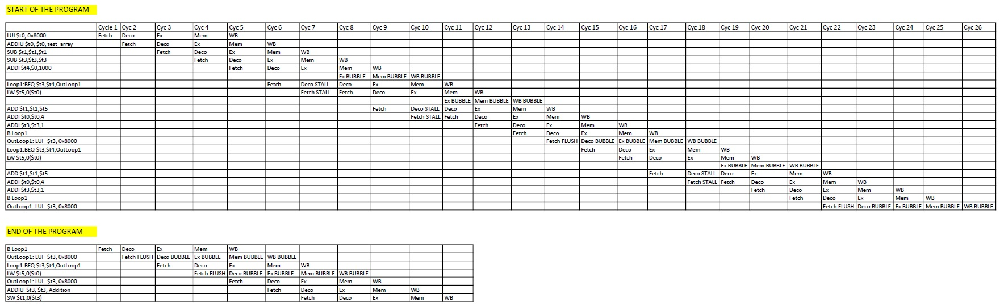 START OF THE PROGRAM
Cycle 1 Cyc 2 Cyc 3 Cyc 4 Cyc 5 Cyc 6 Cyc 7 Cyc 8 Cyc 9 Cyc 10 Cyc 11 Cyc 12 Cyc 13 Cyc 14 Cyc 15 Cyc 16 Cyc 17 Cyc 18 Cyc 19 Cyc 20 Cyc 21 Cyc 22 Cyc 23 Cyc 24 Cyc 25 Cyc 26
LUI $t0, 0x8000 Fetch Deco Ex Mem WB
ADDIU $t0, $t0, test_array Fetch Deco Ex Mem WB
SUB $t1,$t1,$t1 Fetch Deco Ex Mem WB
SUB $t3,$t3,$t3 Fetch Deco Ex Mem WB
ADDI $t4,$0,1000 Fetch Deco Ex Mem WB
Ex BUBBLE Mem BUBBLE WB BUBBLE
Loop1:BEQ $t3,$t4,OutLoop1 Fetch Deco STALL Deco Ex Mem WB
LW $t5,0($t0) Fetch STALL Fetch Deco Ex Mem WB
Ex BUBBLE Mem BUBBLE WB BUBBLE
ADD $t1,$t1,$t5 Fetch Deco STALL Deco Ex Mem WB
ADDI $t0,$t0,4 Fetch STALL Fetch Deco Ex Mem WB
ADDI $t3,$t3,1 Fetch Deco Ex Mem WB
B Loop1 Fetch Deco Ex Mem WB
OutLoop1: LUI $t3, 0x8000 Fetch FLUSH Deco BUBBLE Ex BUBBLE Mem BUBBLE WB BUBBLE
Loop1:BEQ $t3,$t4,OutLoop1 Fetch Deco Ex Mem WB
LW $t5,0($t0) Fetch Deco Ex Mem WB
Ex BUBBLE Mem BUBBLE WB BUBBLE
ADD $t1,$t1,$t5 Fetch Deco STALL Deco Ex Mem WB
ADDI $t0,$t0,4 Fetch STALL Fetch Deco Ex Mem WB
ADDI $t3,$t3,1 Fetch Deco Ex Mem WB
B Loop1 Fetch Deco Ex Mem WB
OutLoop1: LUI $t3, 0x8000 Fetch FLUSH Deco BUBBLE Ex BUBBLE Mem BUBBLE WB BUBBLE
END OF THE PROGRAM
B Loop1 Fetch Deco Ex Mem WB
OutLoop1: LUI $t3, 0x8000 Fetch FLUSH Deco BUBBLE Ex BUBBLE Mem BUBBLE WB BUBBLE
Loop1:BEQ $t3,$t4,OutLoop1 Fetch Deco Ex Mem WB
LW $t5,0($t0) Fetch FLUSH Deco BUBBLE Ex BUBBLE Mem BUBBLE WB BUBBLE
OutLoop1: LUI $t3, 0x8000 Fetch Deco Ex Mem WB
ADDIU $t3, $t3, Addition Fetch Deco Ex Mem WB
SW $t1,0($t3) Fetch Deco Ex Mem WB